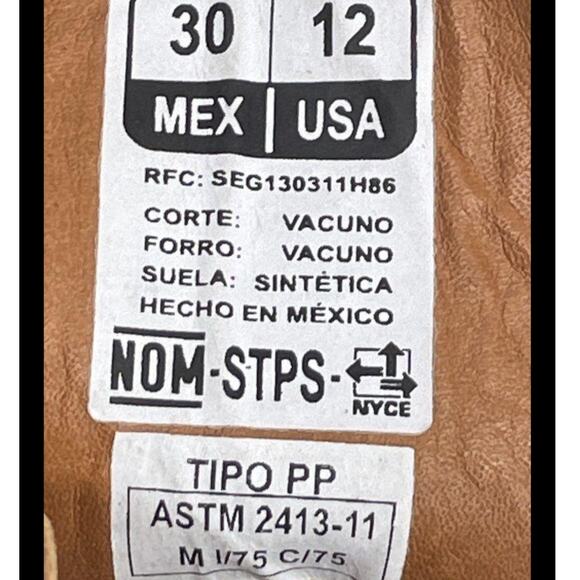 30 12
MEX | USA
RFC: SEG130311H86
CORTE: VACUNO
FORRO: VACUNO
SUELA: SINTÉTICA
HECHO EN MÉXICO
NOM-STPS-
NYCE
TIPO PP
ASTM 2413-11
M I/75 C/75